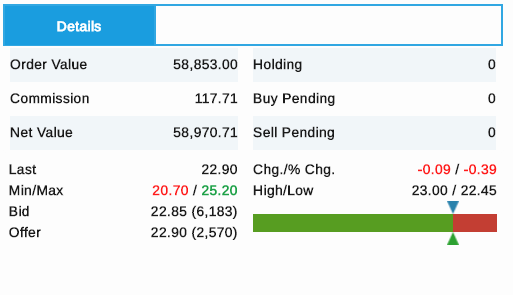 Details
Order Value 58,853.00 Holding 0
Commission 117.71 Buy Pending 0
Net Value 58,970.71 Sell Pending 0
Last 22.90 Chg./% Chg. -0.09 / -0.39
Min/Max 20.70 / 25.20 High/Low 23.00 / 22.45
Bid 22.85 (6,183)
Offer 22.90 (2,570)